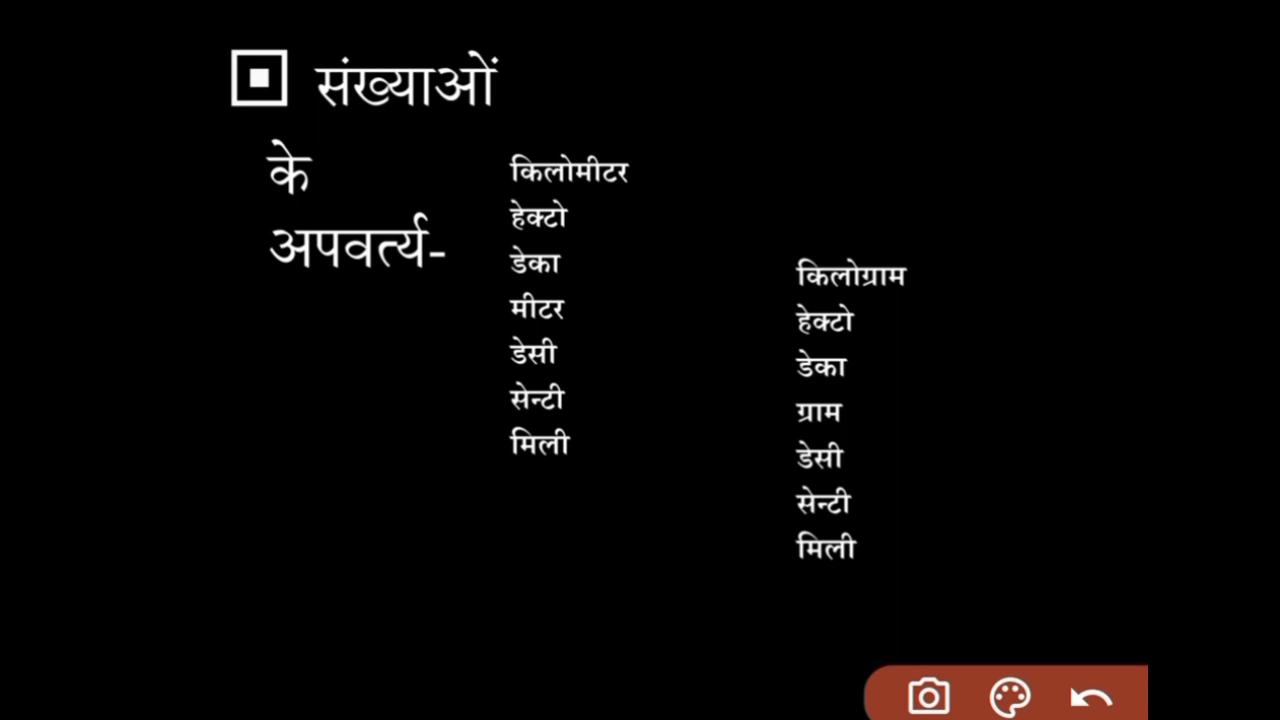 संख्याओं
के
अपवर्त्य-
किलोमीटर
हेक्टो
डेका
मीटर
डेसी
सेन्टी
मिली
किलोग्राम
हेक्टो
डेका
ग्राम
डेसी
सेन्टी
मिली